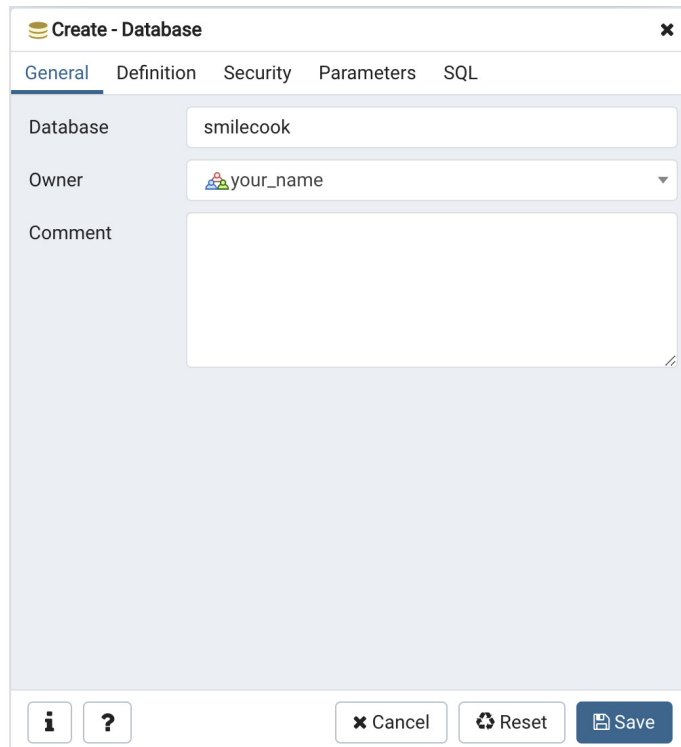 Create - Database
General Definition Security Parameters SQL
Database smilecook
Owner your_name
Comment
i ? Cancel Reset Save